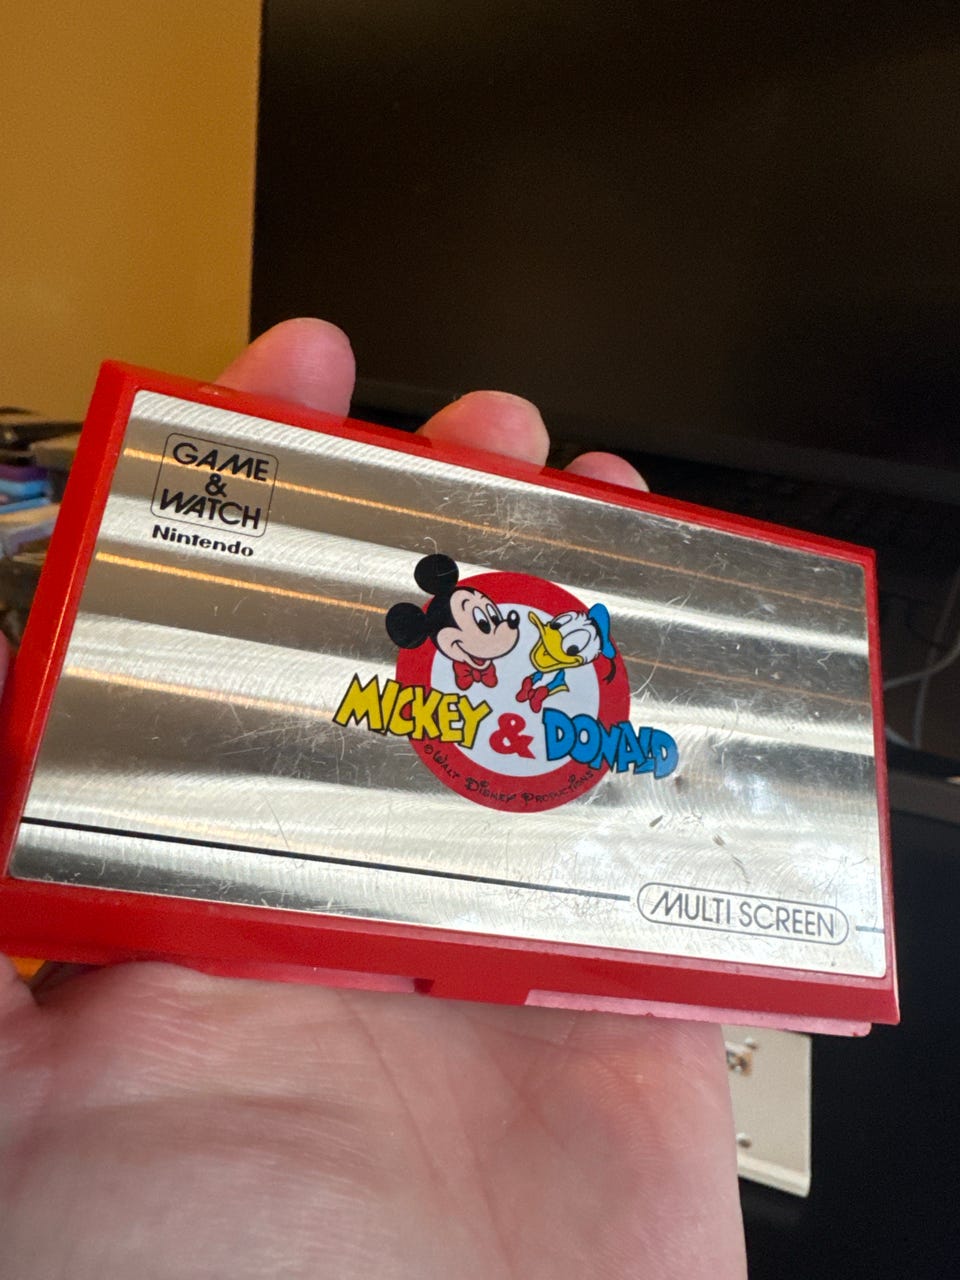 GAME
&
WATCH
Nintendo
MICKEY & DONALD
© WALT DISNEY PRODUCTIONS
MULTI SCREEN